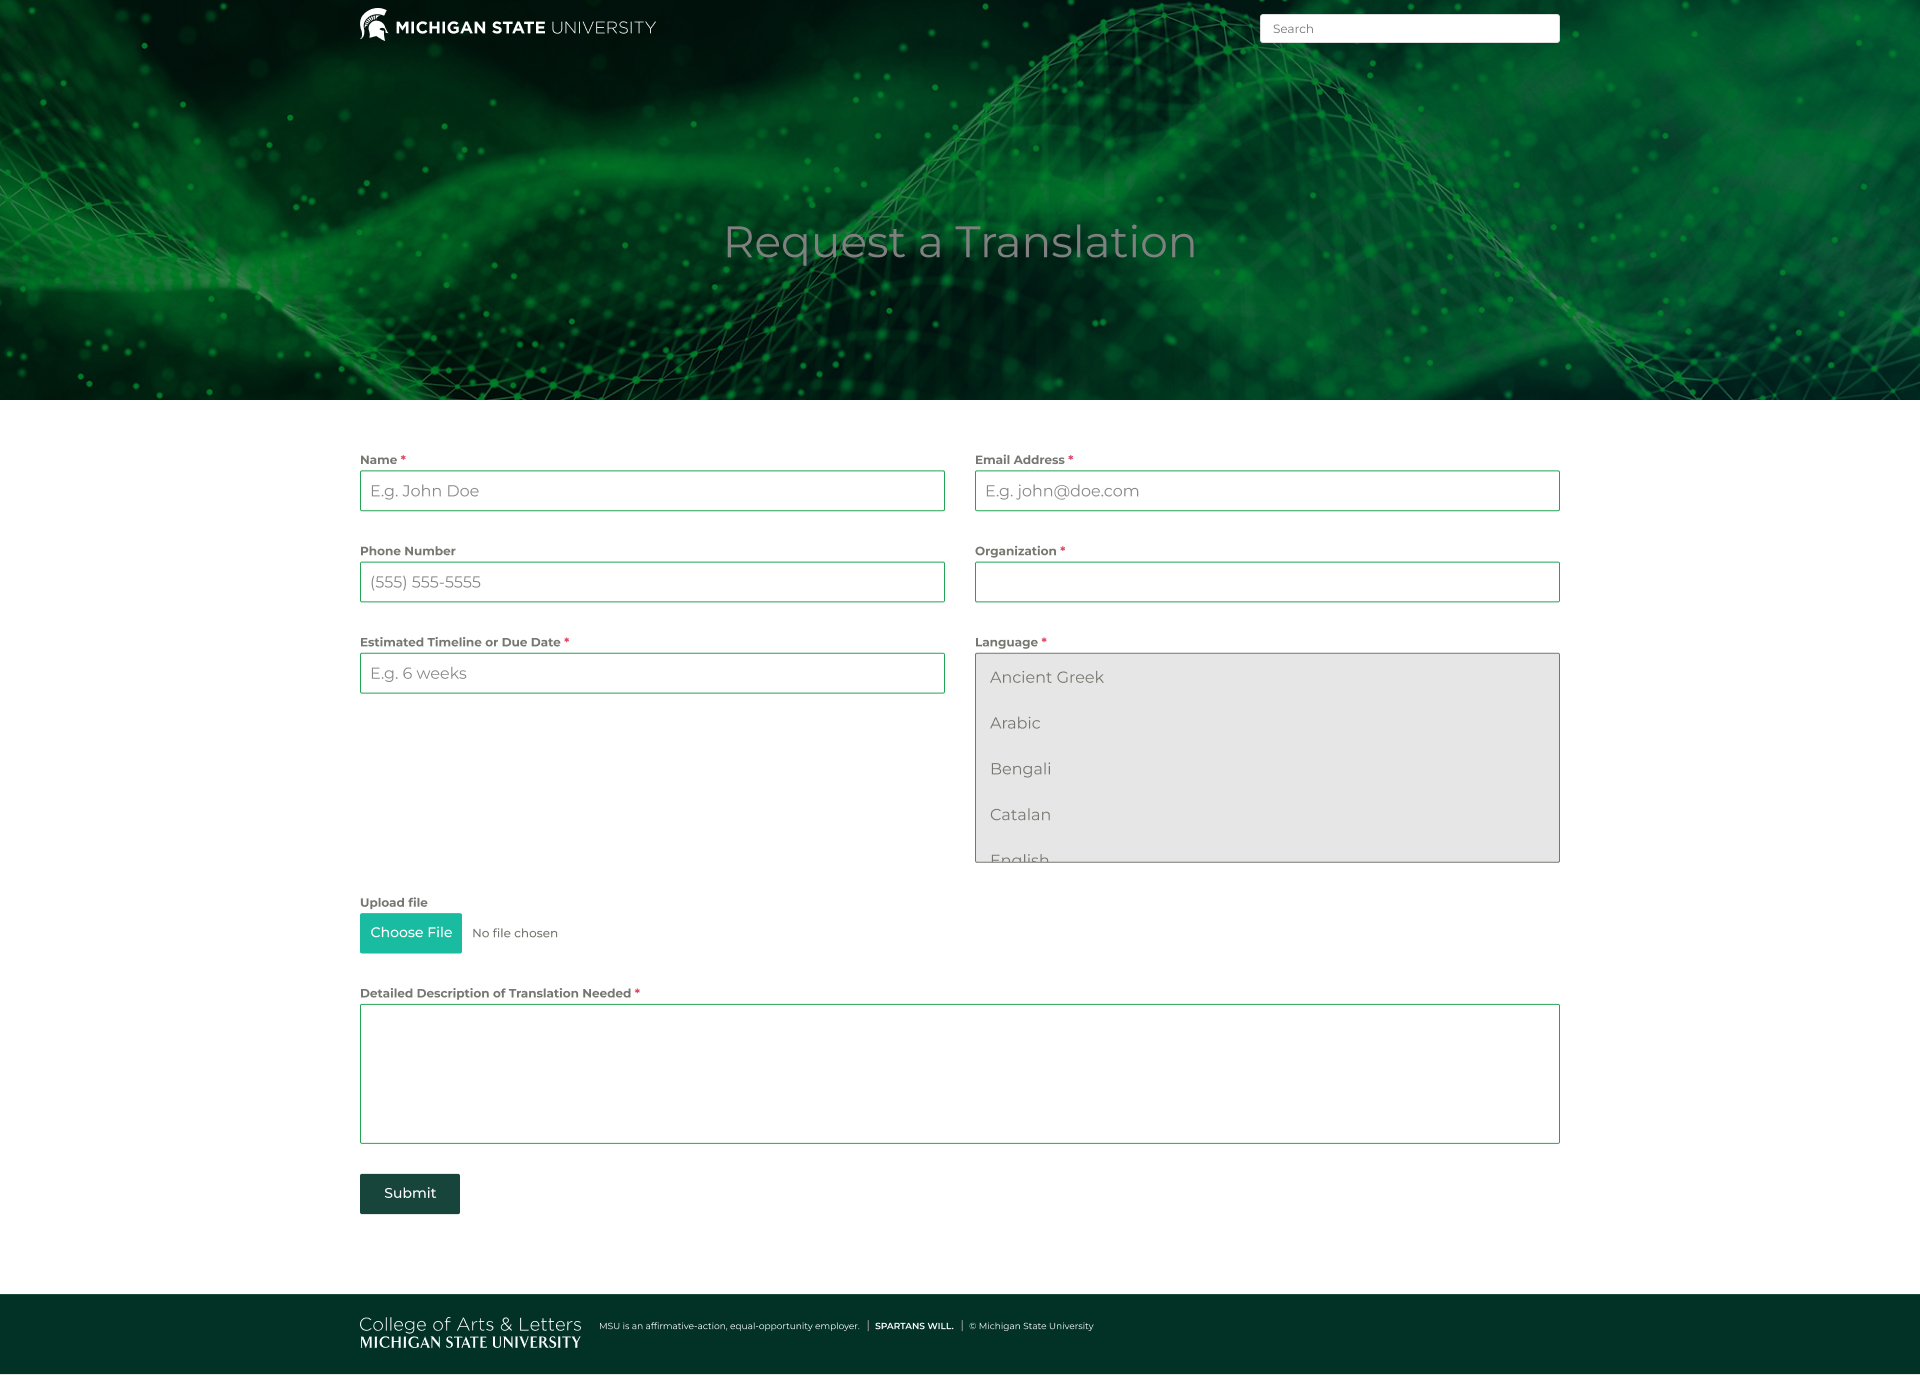 MICHIGAN STATE UNIVERSITY
Search
Request a Translation
Name *
E.g. John Doe
Email Address *
E.g. john@doe.com
Phone Number
(555) 555-5555
Organization *
Estimated Timeline or Due Date *
E.g. 6 weeks
Language *
Ancient Greek
Arabic
Bengali
Catalan
English
Upload file
Choose File No file chosen
Detailed Description of Translation Needed *
Submit
College of Arts & Letters
MICHIGAN STATE UNIVERSITY
MSU is an affirmative-action, equal-opportunity employer. | SPARTANS WILL. | © Michigan State University